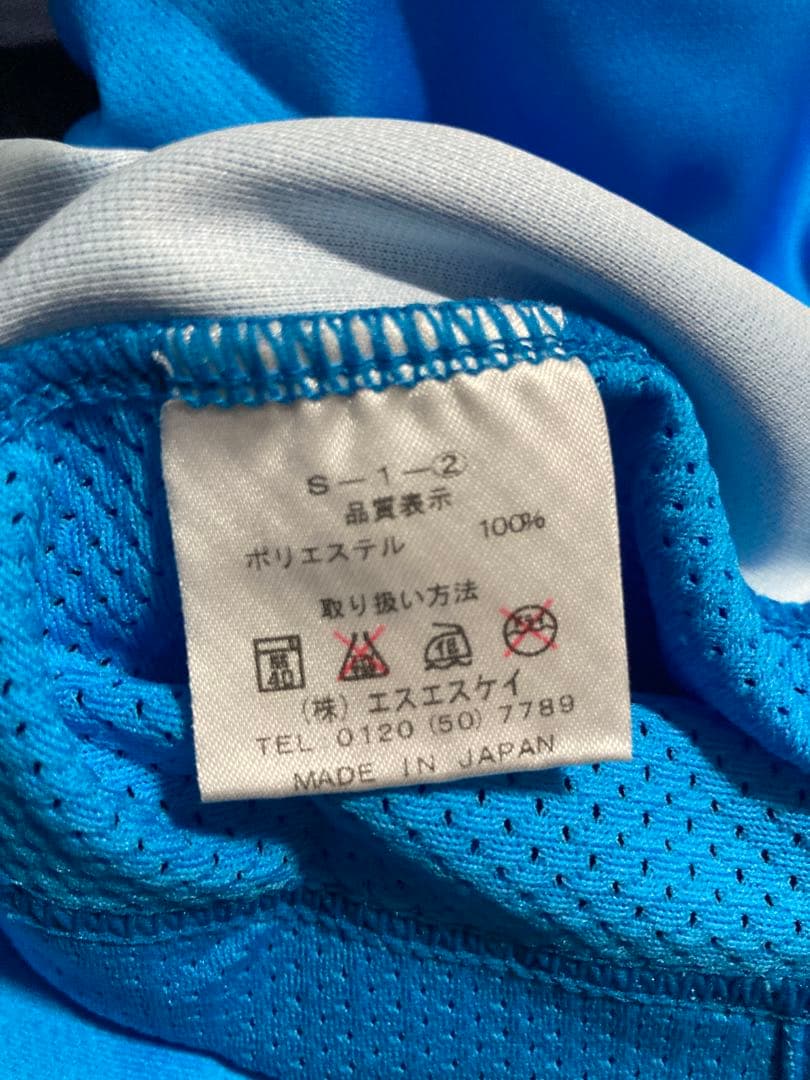 S－1－②
品質表示
ポリエステル 100%
取り扱い方法
弱 40 低
(株) エスエスケイ
TEL 0120 (50) 7789
MADE IN JAPAN